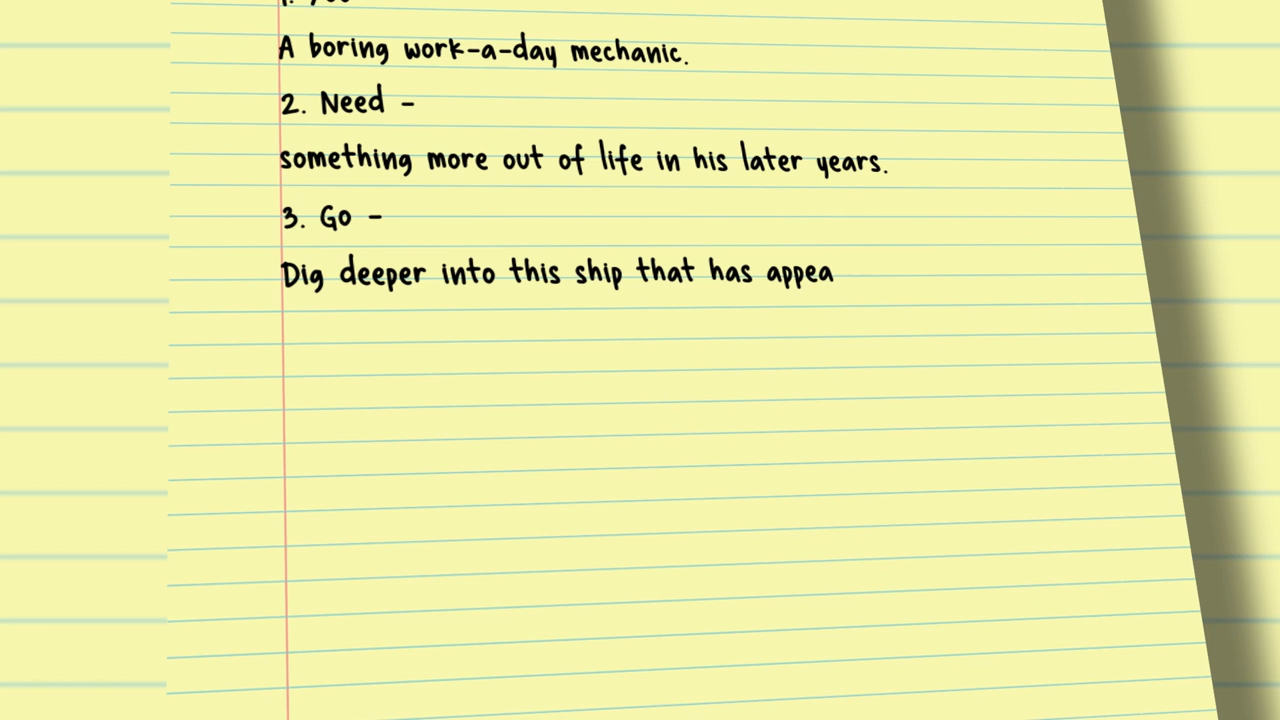 A boring work-a-day mechanic.
2. Need -
something more out of life in his later years.
3. Go -
Dig deeper into this ship that has appea